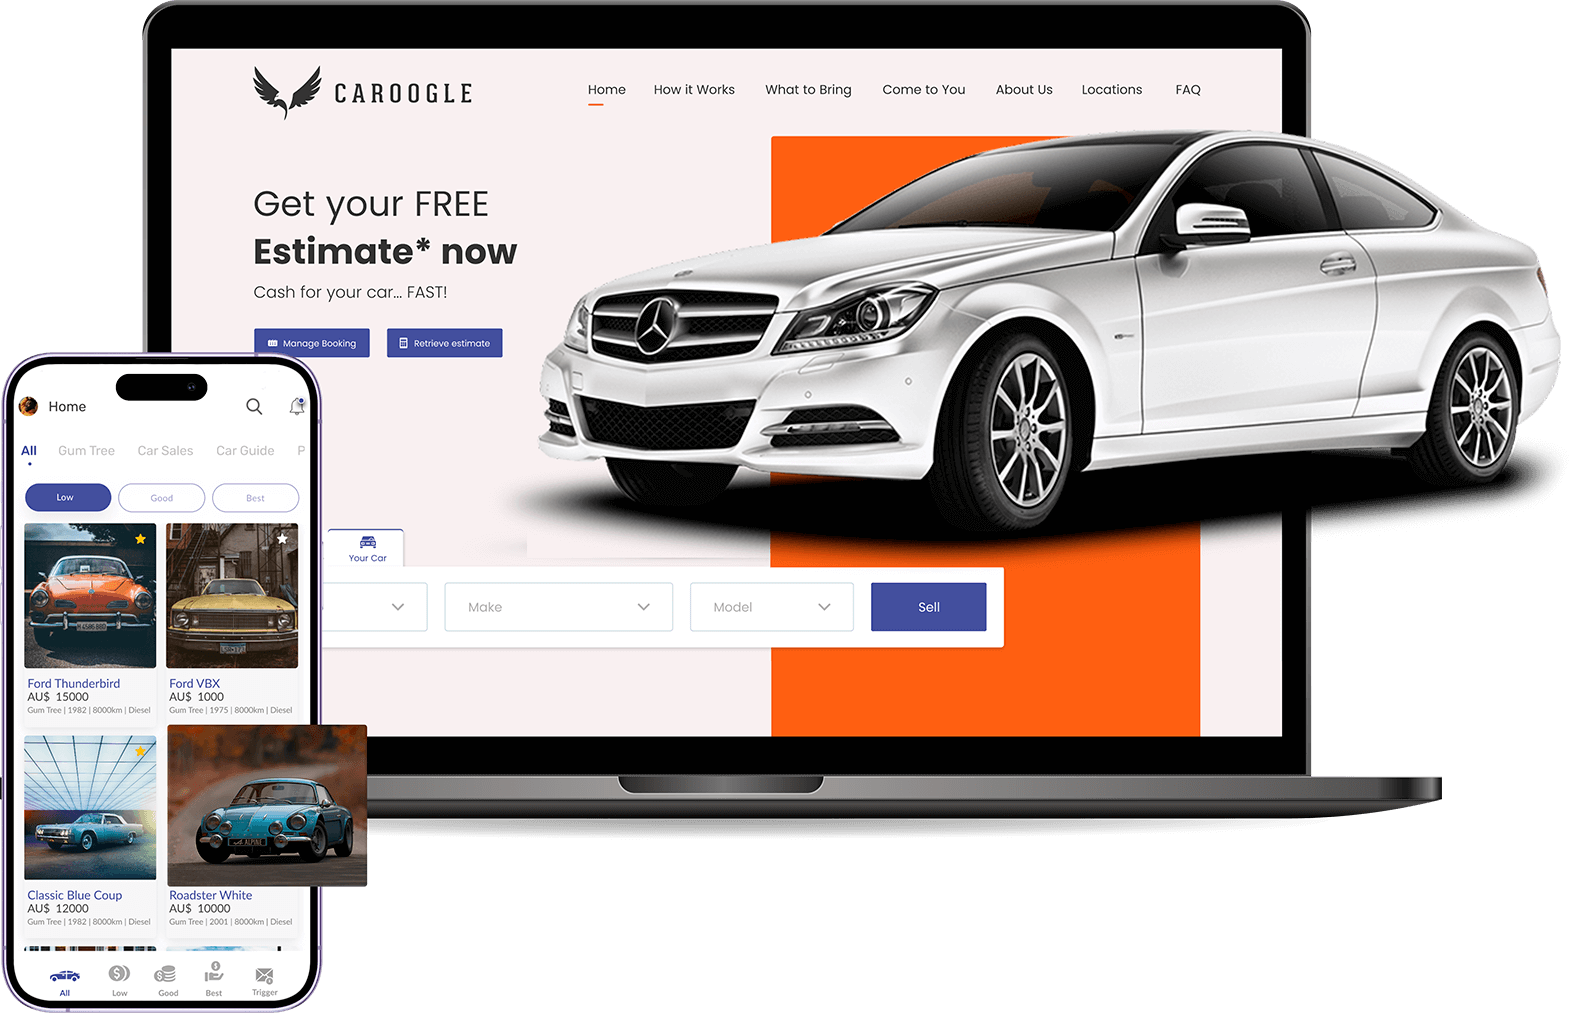 CAROOGLE
Home How it Works What to Bring Come to You About Us Locations FAQ
Get your FREE
Estimate* now
Cash for your car... FAST!
Manage Booking Retrieve estimate
Your Car
Make Model Sell
Home
All Gum Tree Car Sales Car Guide P
Low Good Best
Ford Thunderbird
AU$ 15000
Gum Tree | 1982 | 8000km | Diesel
Ford VBX
AU$ 1000
Gum Tree | 1975 | 8000km | Diesel
A ALPINE
Classic Blue Coup
AU$ 12000
Gum Tree | 1982 | 8000km | Diesel
Roadster White
AU$ 10000
Gum Tree | 2001 | 8000km | Diesel
All Low Good Best Trigger